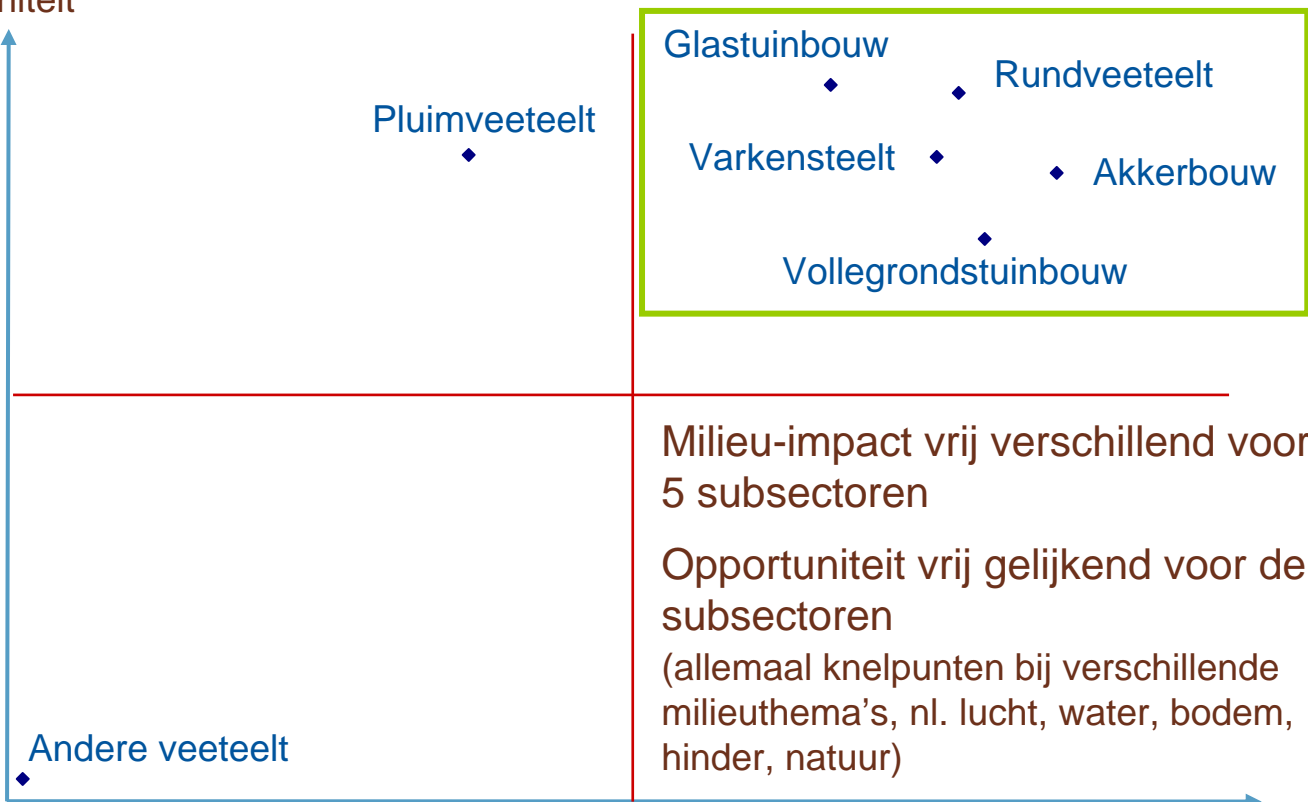 Glastuinbouw
Rundveeteelt
Pluimveeteelt
Varkensteelt
Akkerbouw
Vollegrondstuinbouw
Milieu-impact vrij verschillend voor
5 subsectoren
Opportuniteit vrij gelijkend voor de
subsectoren
(allemaal knelpunten bij verschillende
milieuthema's, nl. lucht, water, bodem,
hinder, natuur)
Andere veeteelt